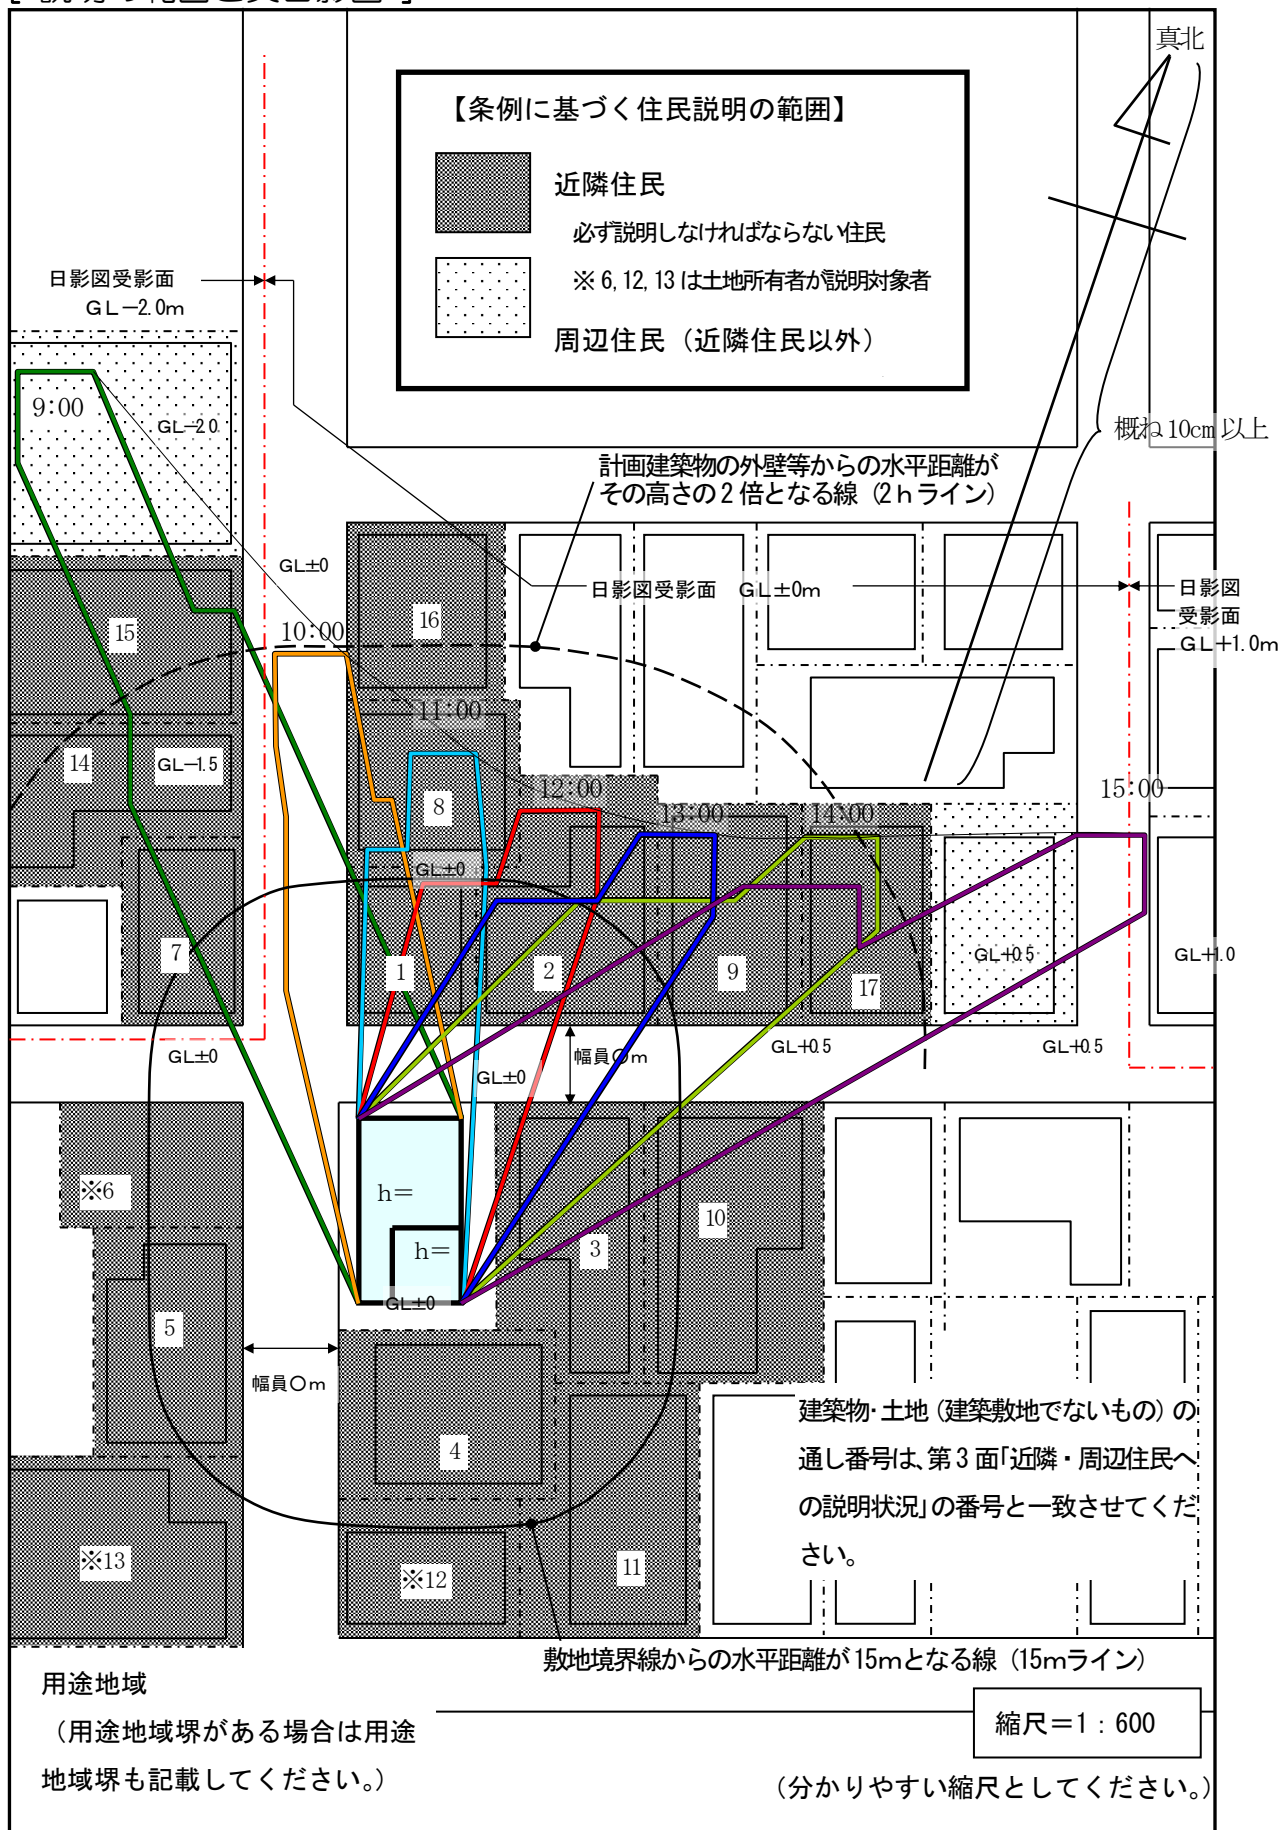 真北
【条例に基づく住民説明の範囲】
近隣住民
必ず説明しなければならない住民
※ 6, 12, 13 は土地所有者が説明対象者
周辺住民（近隣住民以外）
日影図受影面
GL－2.0m
9:00
GL－2.0
概ね 10cm 以上
計画建築物の外壁等からの水平距離が
その高さの 2 倍となる線（2ｈライン）
GL±0
日影図受影面　GL±0m
日影図
受影面
GL＋1.0m
15
10:00
16
11:00
14
GL－1.5
8
12:00
13:00
14:00
15:00
GL±0
7
1
2
9
17
GL＋0.5
GL＋1.0
GL±0
幅員〇m
GL±0
GL＋0.5
GL＋0.5
※6
h＝
10
3
h＝
GL±0
5
幅員〇m
4
建築物・土地（建築敷地でないもの）の
通し番号は、第 3 面「近隣・周辺住民へ
の説明状況」の番号と一致させてくだ
さい。
※13
※12
11
敷地境界線からの水平距離が 15mとなる線（15mライン）
用途地域
（用途地域堺がある場合は用途
地域堺も記載してください。）
縮尺＝1：600
（分かりやすい縮尺としてください。）